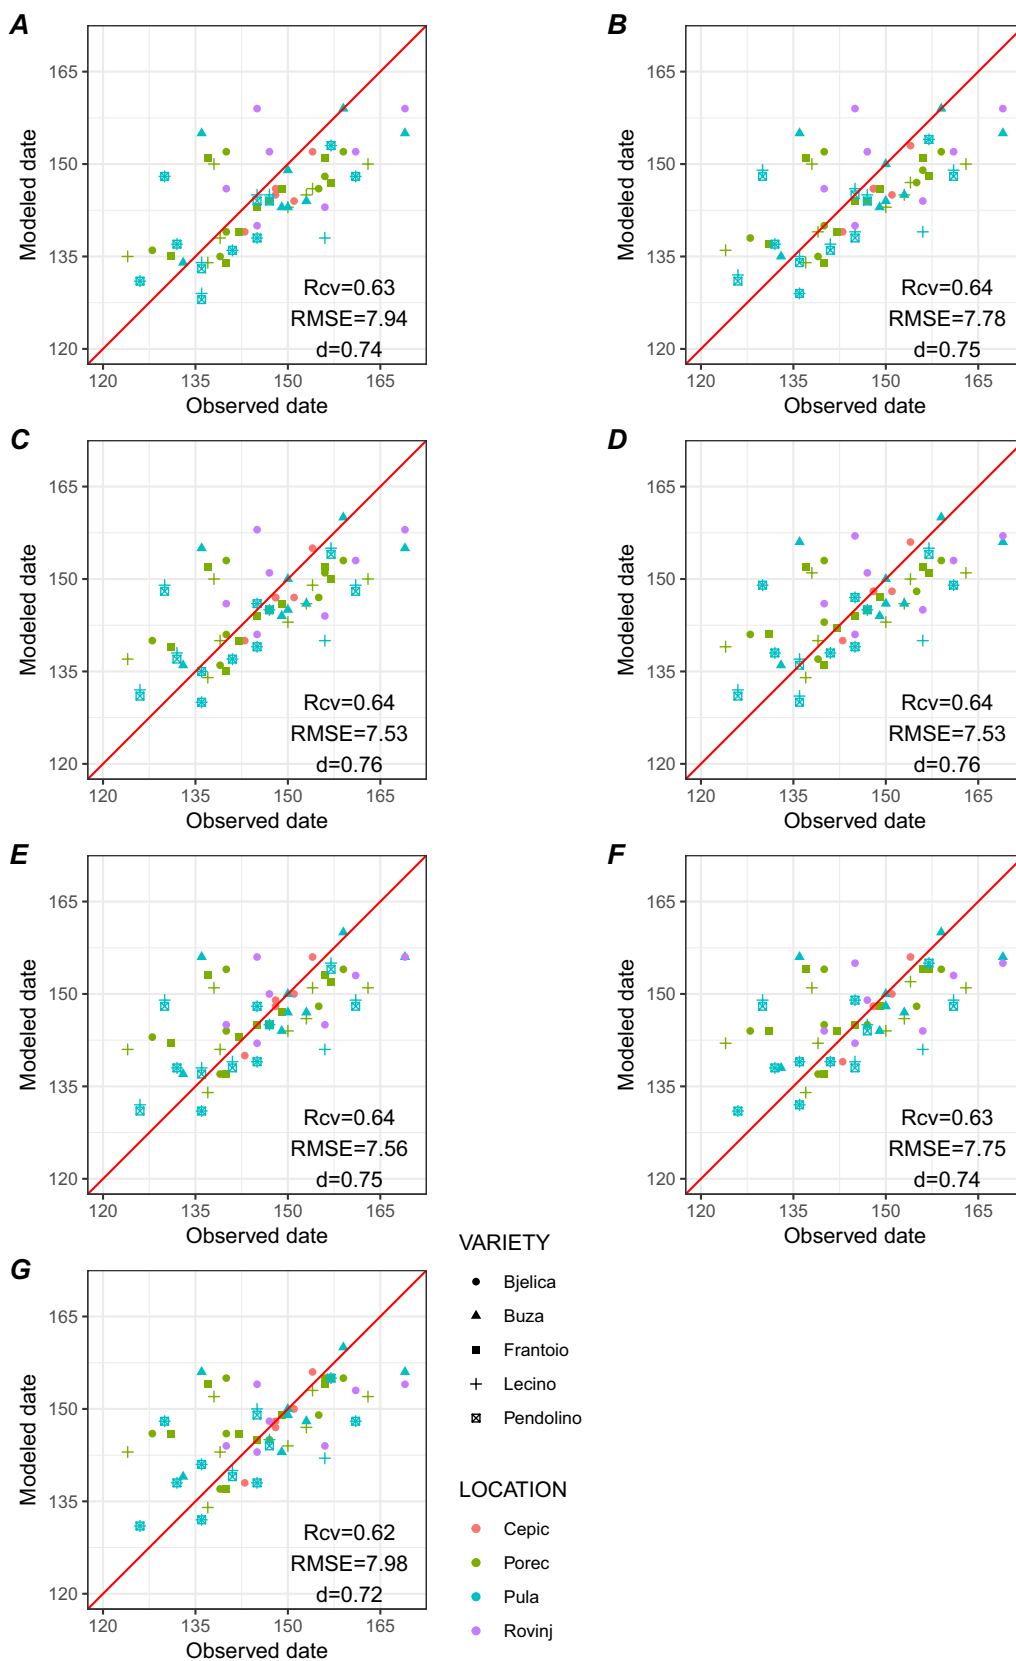 A
Modeled date
165
150
135
120
Rcv=0.63
RMSE=7.94
d=0.74
120 135 150 165
Observed date
B
Modeled date
165
150
135
120
Rcv=0.64
RMSE=7.78
d=0.75
120 135 150 165
Observed date
C
Modeled date
165
150
135
120
Rcv=0.64
RMSE=7.53
d=0.76
120 135 150 165
Observed date
D
Modeled date
165
150
135
120
Rcv=0.64
RMSE=7.53
d=0.76
120 135 150 165
Observed date
E
Modeled date
165
150
135
120
Rcv=0.64
RMSE=7.56
d=0.75
120 135 150 165
Observed date
F
Modeled date
165
150
135
120
Rcv=0.63
RMSE=7.75
d=0.74
120 135 150 165
Observed date
G
Modeled date
165
150
135
120
Rcv=0.62
RMSE=7.98
d=0.72
120 135 150 165
Observed date
VARIETY
Bjelica
Buza
Frantoio
Lecino
Pendolino
LOCATION
Cepic
Porec
Pula
Rovinj